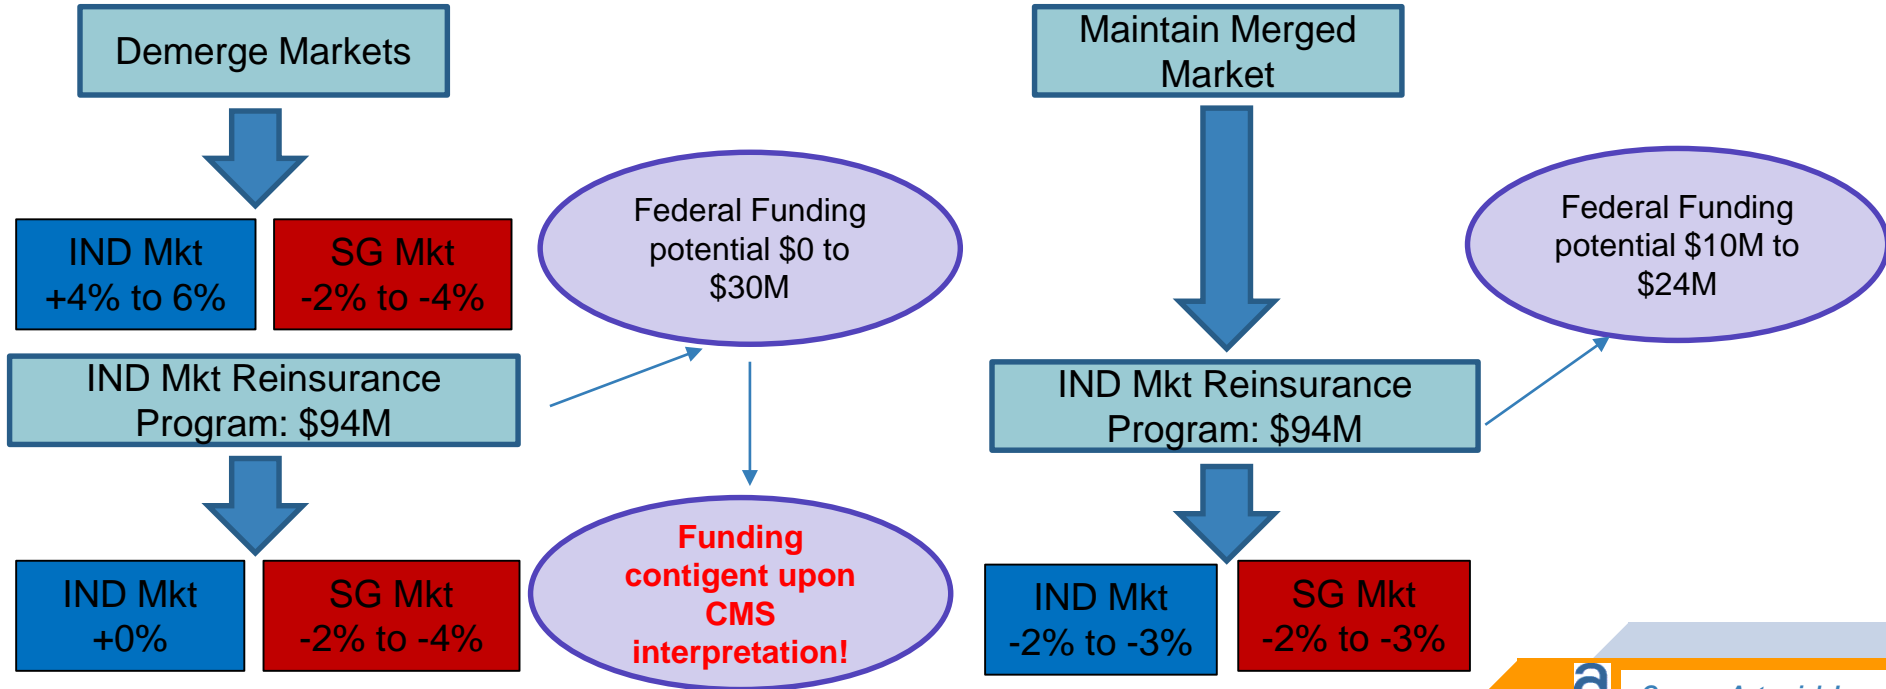 Demerge Markets
IND Mkt
+4% to 6%
SG Mkt
-2% to -4%
IND Mkt Reinsurance
Program: $94M
IND Mkt
+0%
SG Mkt
-2% to -4%
Federal Funding
potential $0 to
$30M
Funding
contigent upon
CMS
interpretation!
Maintain Merged
Market
IND Mkt Reinsurance
Program: $94M
IND Mkt
-2% to -3%
SG Mkt
-2% to -3%
Federal Funding
potential $10M to
$24M